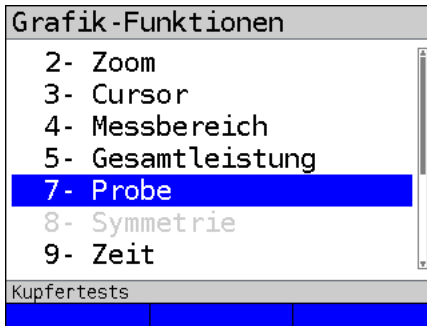 Grafik-Funktionen
2- Zoom
3- Cursor
4- Messbereich
5- Gesamtleistung
7- Probe
8- Symmetrie
9- Zeit
Kupfertests